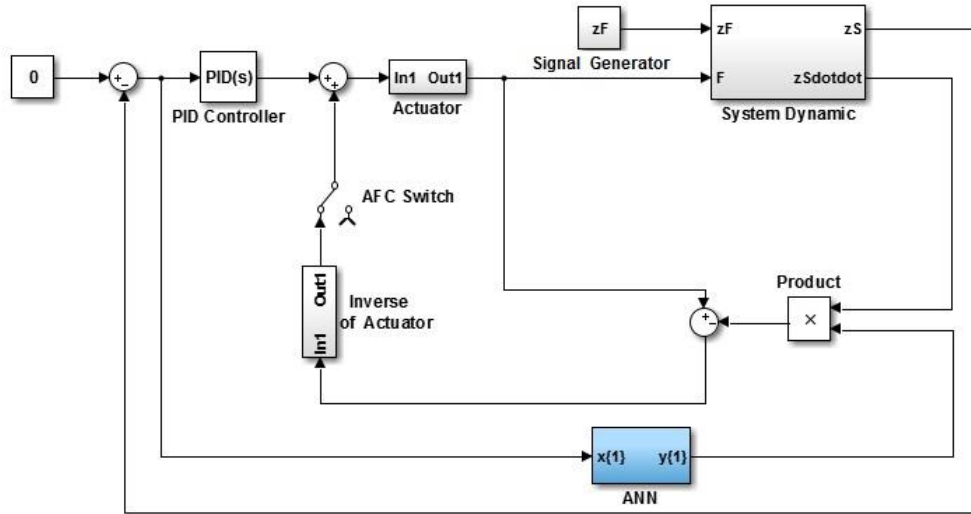 zF
Signal Generator
zF
zS
F
zSdotdot
System Dynamic
0
+
−
PID(s)
PID Controller
+
+
In1 Out1
Actuator
AFC Switch
Out1
In1
Inverse
of Actuator
+
−
Product
×
x{1}
y{1}
ANN